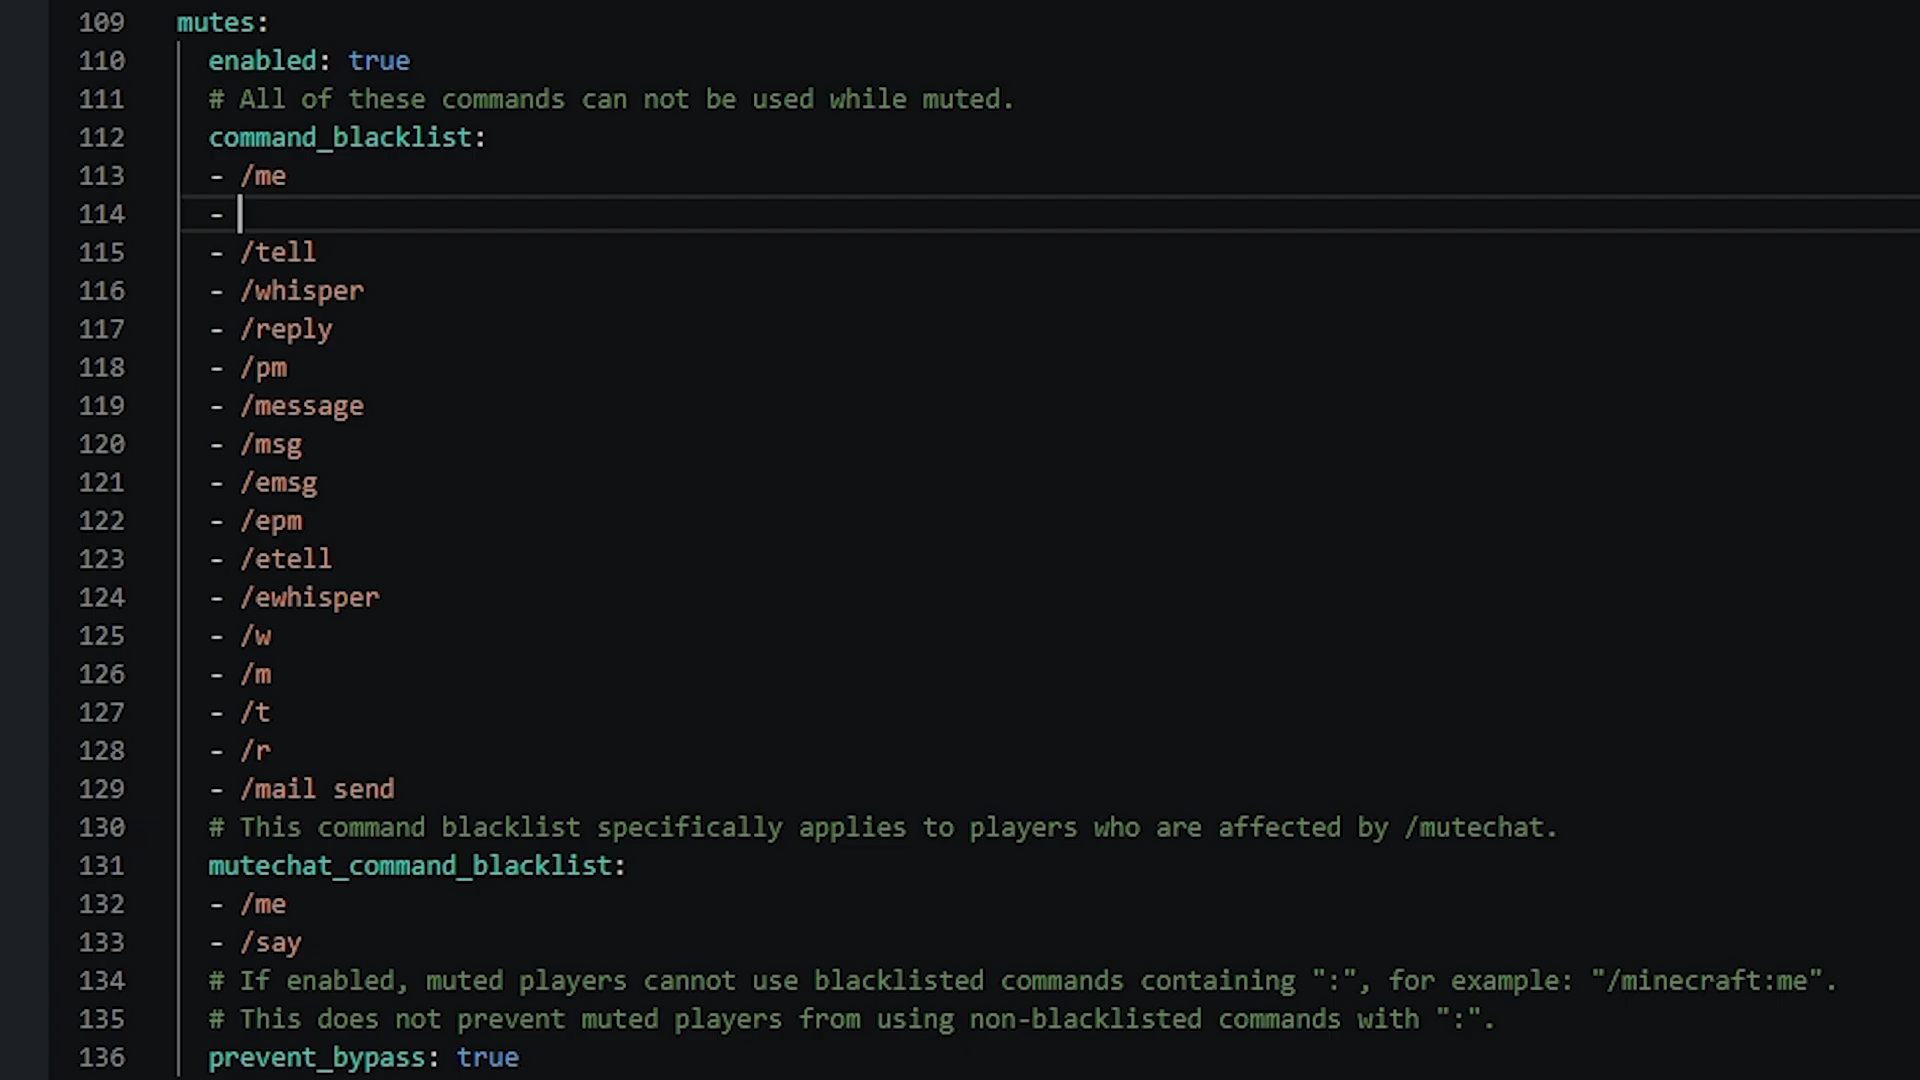 109 mutes:
110 enabled: true
111 # All of these commands can not be used while muted.
112 command_blacklist:
113 - /me
114 -
115 - /tell
116 - /whisper
117 - /reply
118 - /pm
119 - /message
120 - /msg
121 - /emsg
122 - /epm
123 - /etell
124 - /ewhisper
125 - /w
126 - /m
127 - /t
128 - /r
129 - /mail send
130 # This command blacklist specifically applies to players who are affected by /mutechat.
131 mutechat_command_blacklist:
132 - /me
133 - /say
134 # If enabled, muted players cannot use blacklisted commands containing ":", for example: "/minecraft:me".
135 # This does not prevent muted players from using non-blacklisted commands with ":".
136 prevent_bypass: true